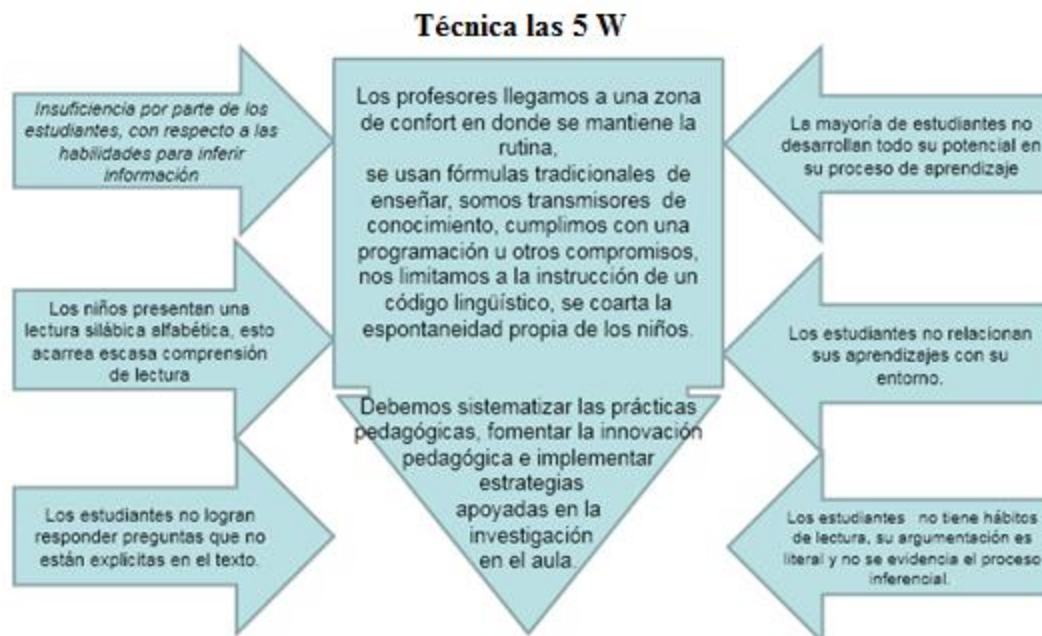 Técnica las 5 W
Insuficiencia por parte de los
estudiantes, con respecto a las
habilidades para inferir
información
Los niños presentan una
lectura silábica alfabética, esto
acarrea escasa comprensión
de lectura
Los estudiantes no logran
responder preguntas que no
están explícitas en el texto.
Los profesores llegamos a una zona
de confort en donde se mantiene la
rutina,
se usan fórmulas tradicionales de
enseñar, somos transmisores de
conocimiento, cumplimos con una
programación u otros compromisos,
nos limitamos a la instrucción de un
código lingüístico, se coarta la
espontaneidad propia de los niños.
Debemos sistematizar las prácticas
pedagógicas, fomentar la innovación
pedagógica e implementar
estrategias
apoyadas en la
investigación
en el aula.
La mayoría de estudiantes no
desarrollan todo su potencial en
su proceso de aprendizaje
Los estudiantes no relacionan
sus aprendizajes con su
entorno.
Los estudiantes no tiene hábitos
de lectura, su argumentación es
literal y no se evidencia el proceso
inferencial.